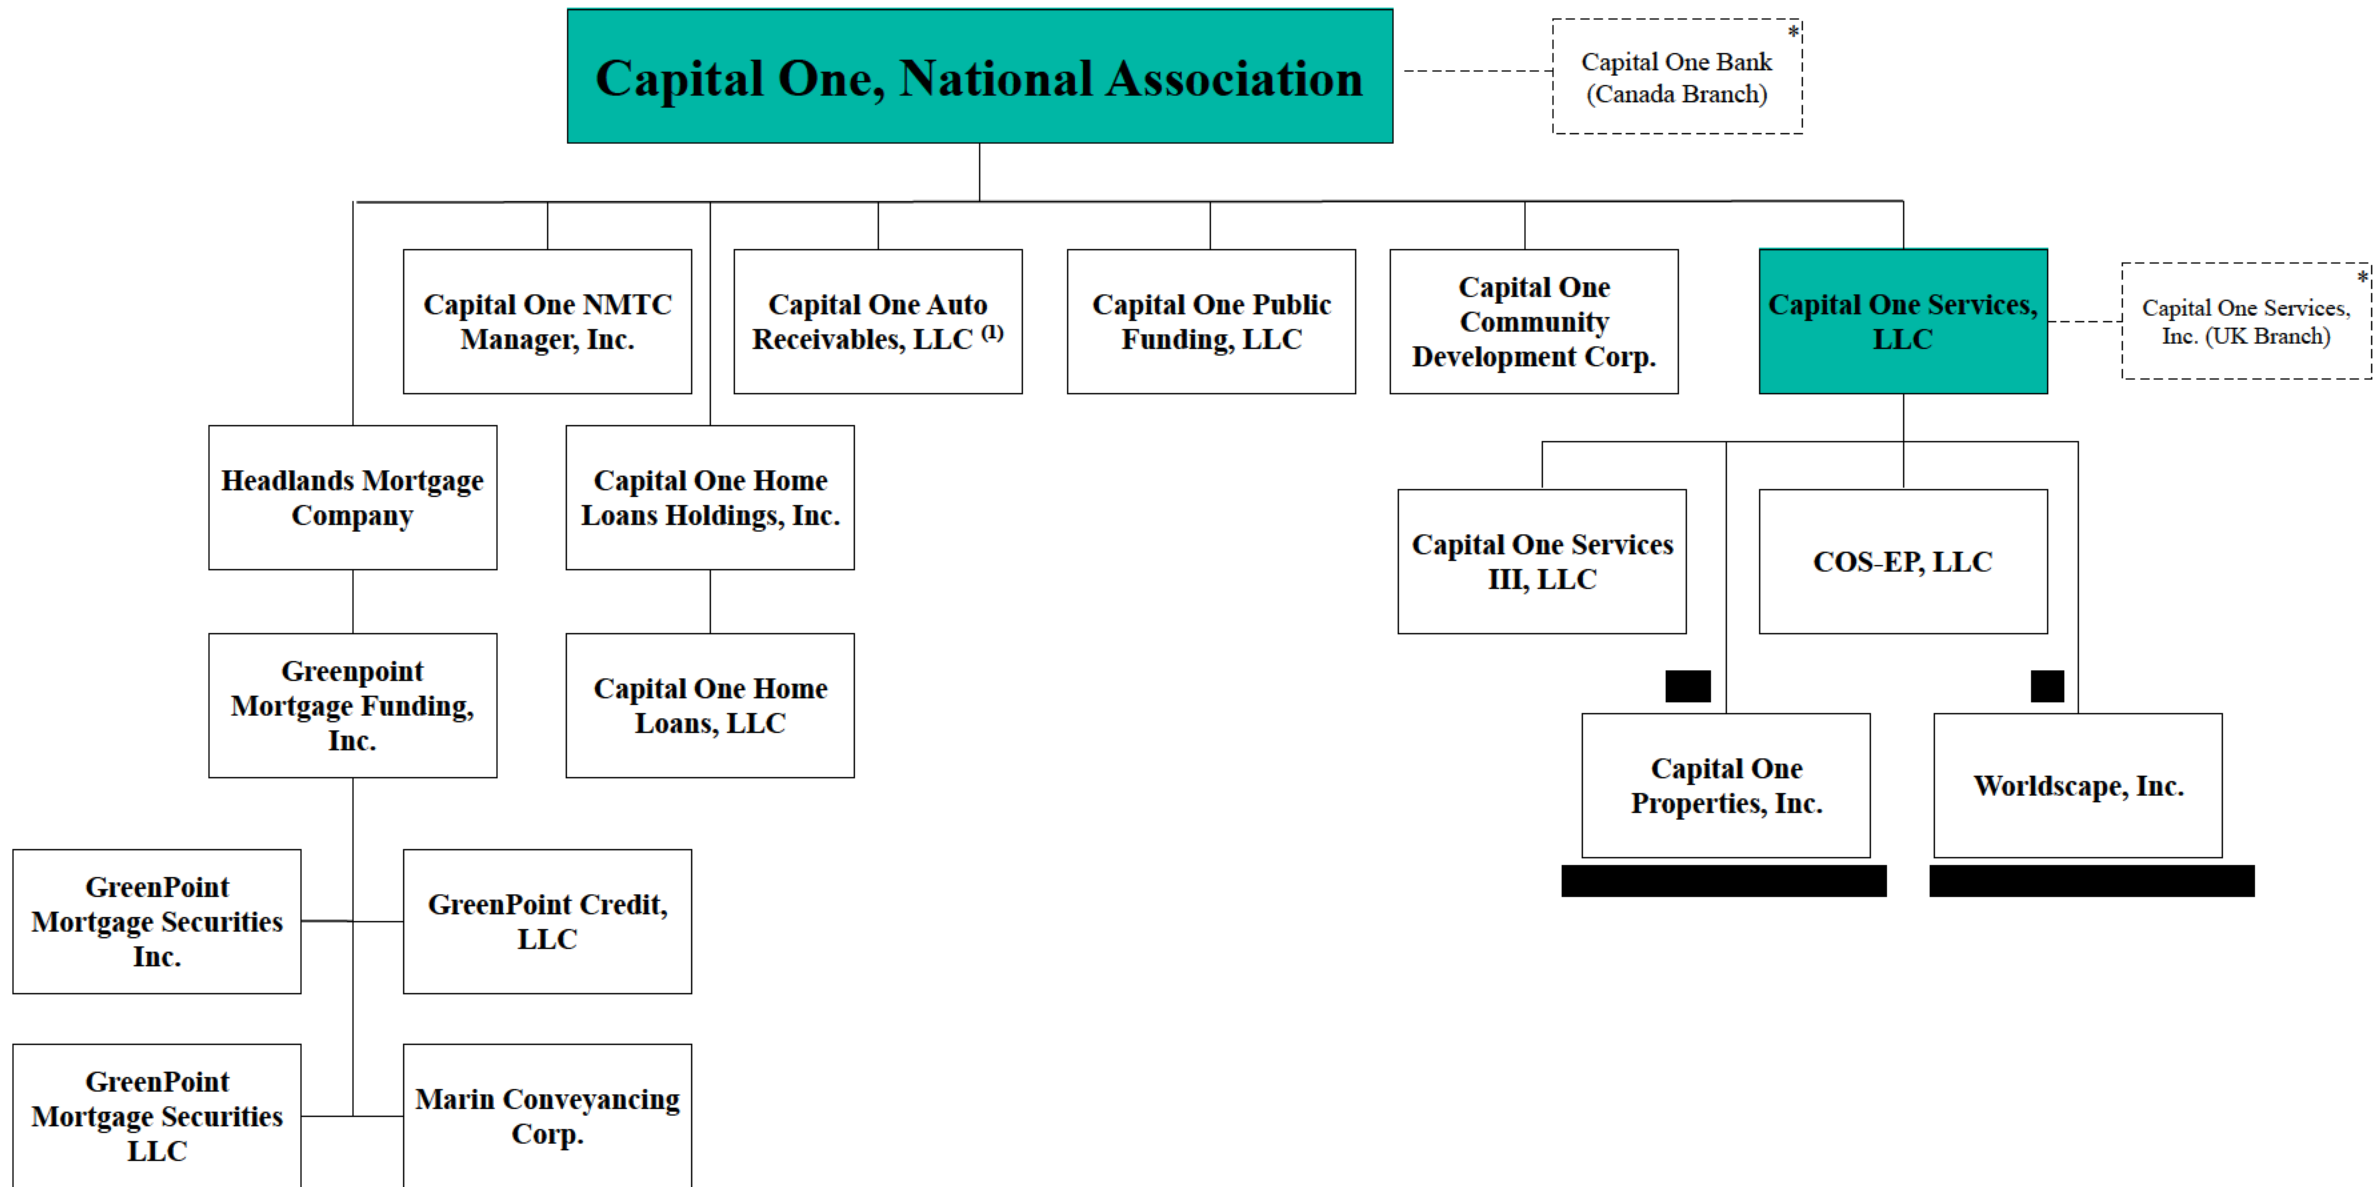 Capital One, National Association
*
Capital One Bank
(Canada Branch)
Capital One NMTC
Manager, Inc.
Capital One Auto
Receivables, LLC (1)
Capital One Public
Funding, LLC
Capital One
Community
Development Corp.
Capital One Services,
LLC
*
Capital One Services,
Inc. (UK Branch)
Headlands Mortgage
Company
Capital One Home
Loans Holdings, Inc.
Capital One Services
III, LLC
COS-EP, LLC
Greenpoint
Mortgage Funding,
Inc.
Capital One Home
Loans, LLC
Capital One
Properties, Inc.
Worldscape, Inc.
GreenPoint
Mortgage Securities
Inc.
GreenPoint Credit,
LLC
GreenPoint
Mortgage Securities
LLC
Marin Conveyancing
Corp.